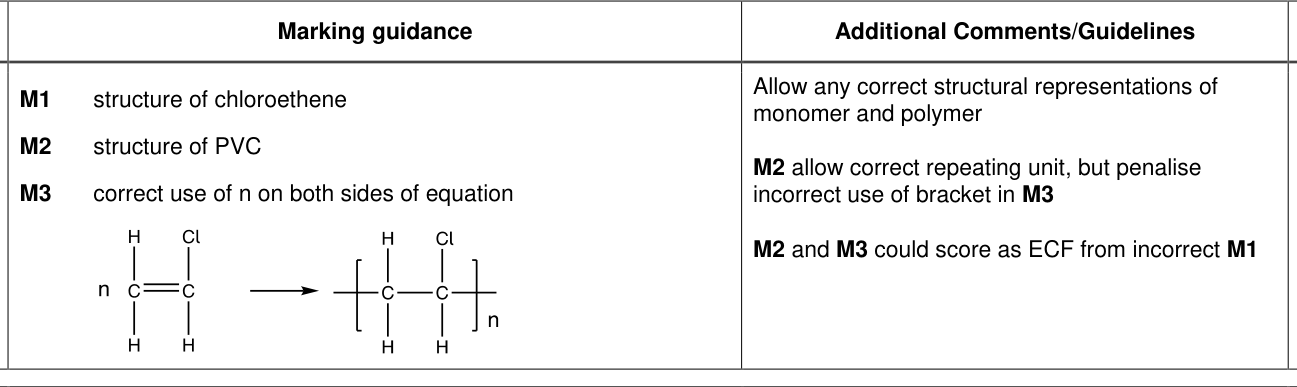 Marking guidance
Additional Comments/Guidelines
M1 structure of chloroethene
M2 structure of PVC
M3 correct use of n on both sides of equation
H Cl H Cl
n C C C C
n
H H H H
Allow any correct structural representations of
monomer and polymer
M2 allow correct repeating unit, but penalise
incorrect use of bracket in M3
M2 and M3 could score as ECF from incorrect M1